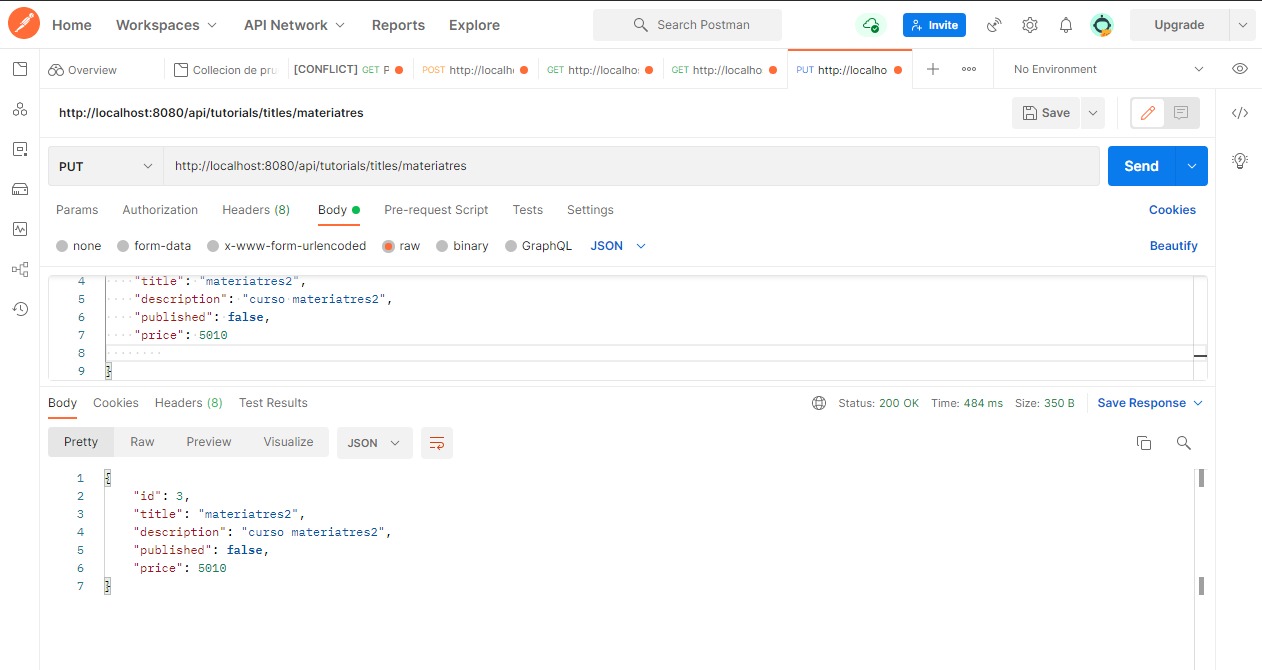 Home Workspaces API Network Reports Explore Search Postman Invite Upgrade
Overview Collecion de pru [CONFLICT] GET P POST http://localh GET http://localho: GET http://localho PUT http://localho No Environment
http://localhost:8080/api/tutorials/titles/materiatres Save
PUT http://localhost:8080/api/tutorials/titles/materiatres Send
Params Authorization Headers (8) Body Pre-request Script Tests Settings Cookies
none form-data x-www-form-urlencoded raw binary GraphQL JSON Beautify
4 "title": "materiatres2",
5 "description": "curso materiatres2",
6 "published": false,
7 "price": 5010
8
9 }
Body Cookies Headers (8) Test Results Status: 200 OK Time: 484 ms Size: 350 B Save Response
Pretty Raw Preview Visualize JSON
1 {
2 "id": 3,
3 "title": "materiatres2",
4 "description": "curso materiatres2",
5 "published": false,
6 "price": 5010
7 }